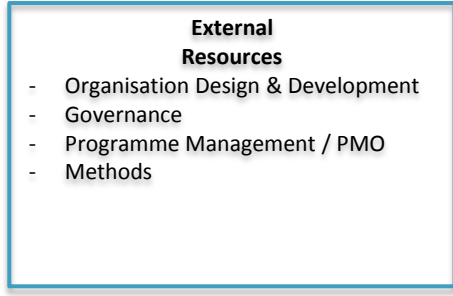 External
Resources
- Organisation Design & Development
- Governance
- Programme Management / PMO
- Methods